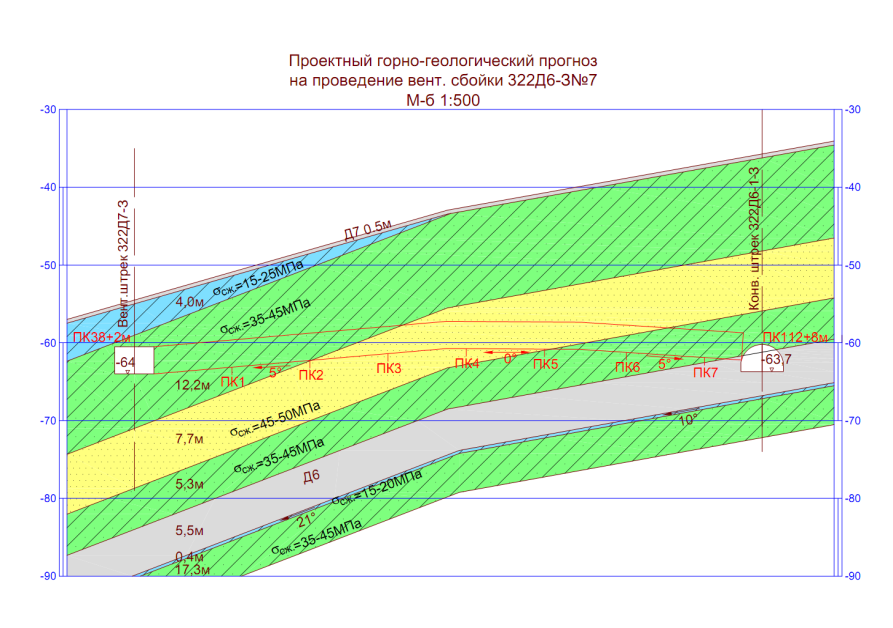 Проектный горно-геологический прогноз
на проведение вент. сбойки 322Д6-3№7
М-б 1:500
-30
-30
-40
-40
-50
-50
-60
-60
-70
-70
-80
-80
-90
-90
Вент.штрек 322Д7-3
Конв. штрек 322Д6-1-3
Д7 0.5м
σсж.=15-25МПа
4,0м
σсж.=35-45МПа
ПК38+2м
ПК112+8м
-64
-63,7
ПК1
5°
ПК2
ПК3
ПК4
0°
ПК5
ПК6
5°
ПК7
12,2м
σсж.=45-50МПа
10°
7,7м
σсж.=35-45МПа
5,3м
Д6
σсж.=15-20МПа
21°
5,5м
σсж.=35-45МПа
0,4м
17,3м